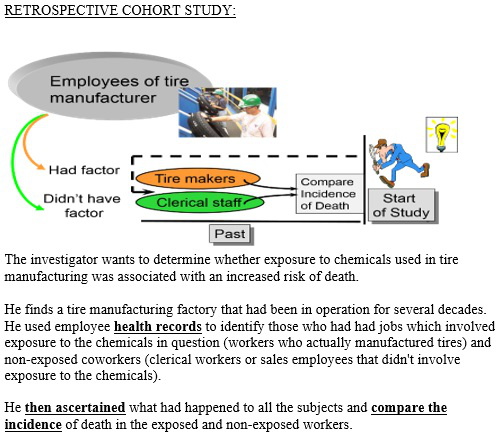 RETROSPECTIVE COHORT STUDY:
Employees of tire
manufacturer
Had factor
Didn't have
factor
Tire makers
Clerical staff
Compare
Incidence
of Death
Start
of Study
Past
The investigator wants to determine whether exposure to chemicals used in tire
manufacturing was associated with an increased risk of death.
He finds a tire manufacturing factory that had been in operation for several decades.
He used employee health records to identify those who had had jobs which involved
exposure to the chemicals in question (workers who actually manufactured tires) and
non-exposed coworkers (clerical workers or sales employees that didn't involve
exposure to the chemicals).
He then ascertained what had happened to all the subjects and compare the
incidence of death in the exposed and non-exposed workers.